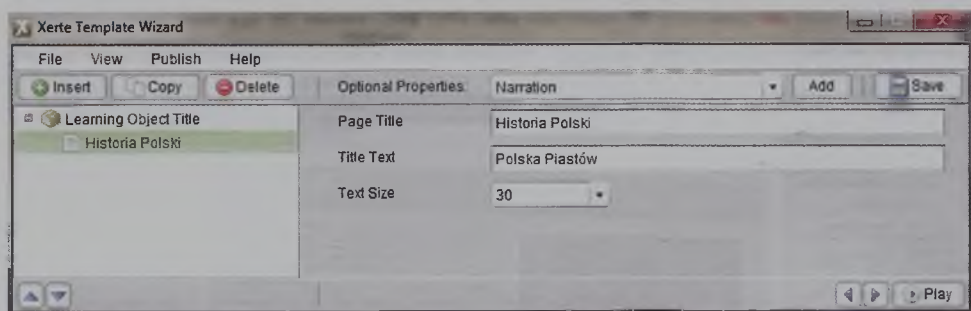 Xerte Template Wizard
File View Publish Help
Insert Copy Delete Optional Properties: Narration Add Save
Learning Object Title
Historia Polski
Page Title Historia Polski
Title Text Polska Piastów
Text Size 30
Play